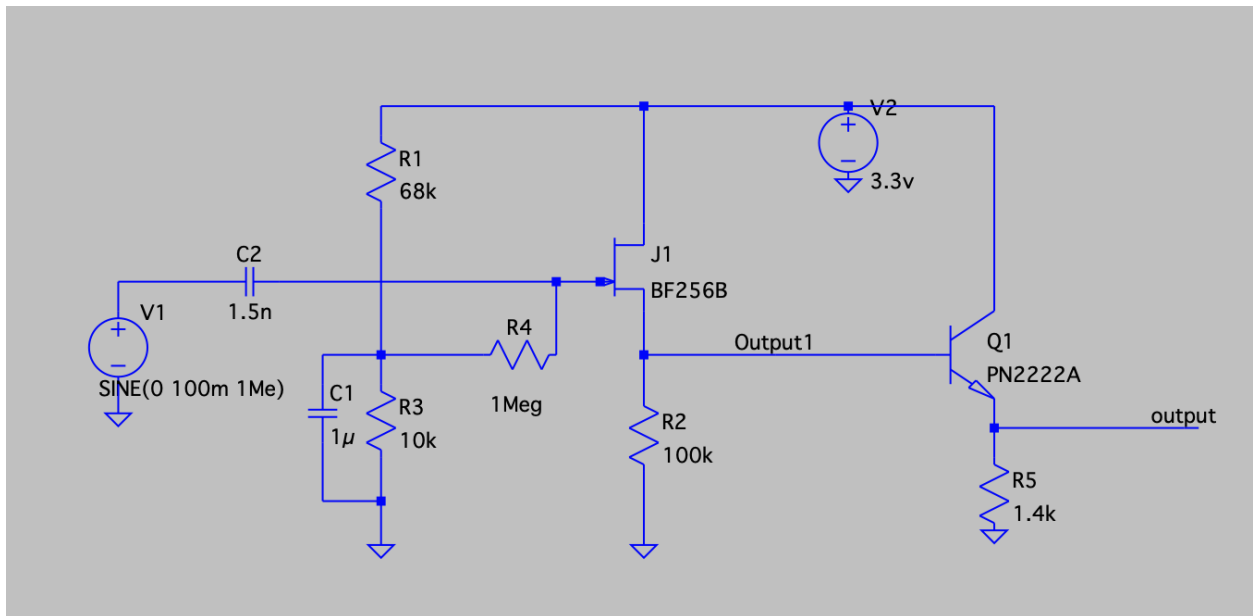 V2
+
−
3.3v
R1
68k
C2
1.5n
J1
BF256B
V1
+
−
SINE(0 100m 1Me)
R4
1Meg
Output1
Q1
PN2222A
C1
1µ
R3
10k
R2
100k
output
R5
1.4k